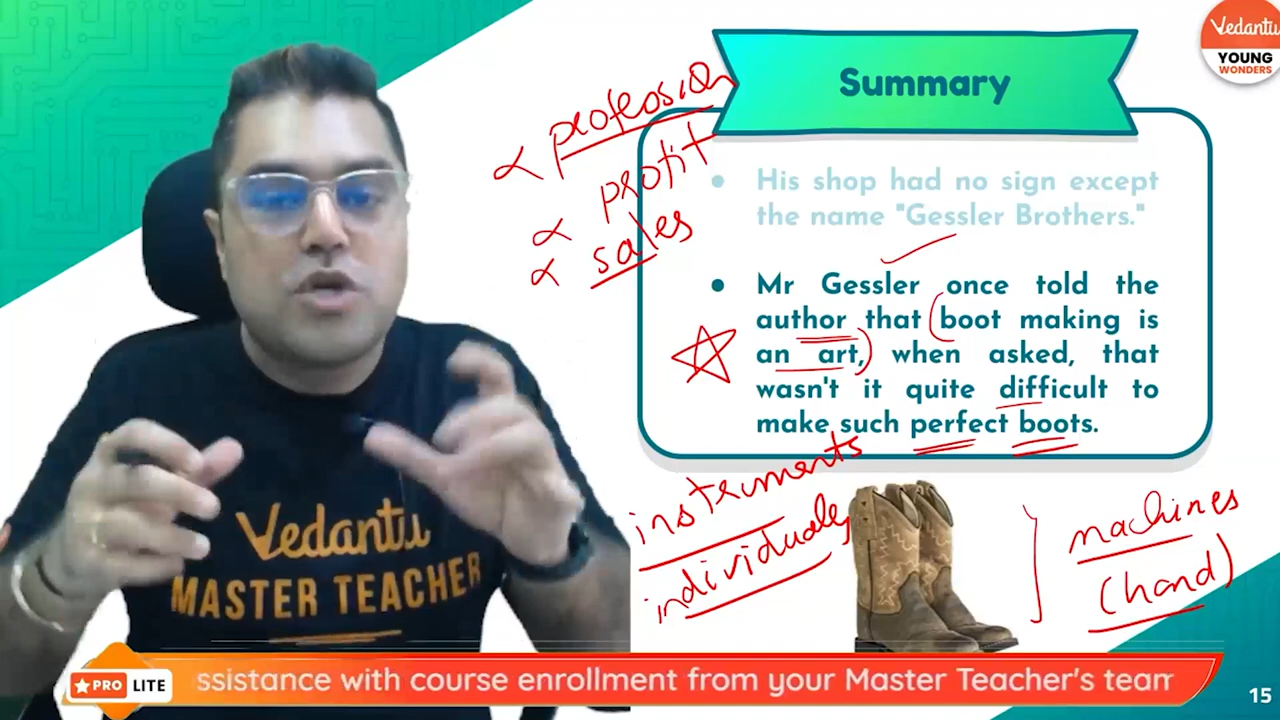 Vedantu
YOUNG
WONDERS
Summary
∝ profession
∝ profit
∝ sales
• His shop had no sign except
the name "Gessler Brothers."
• Mr Gessler once told the
author that boot making is
an art, when asked, that
wasn't it quite difficult to
make such perfect boots.
instruments
individually
machines
(hand)
Vedantu
MASTER TEACHER
PRO LITE
ssistance with course enrollment from your Master Teacher's team
15